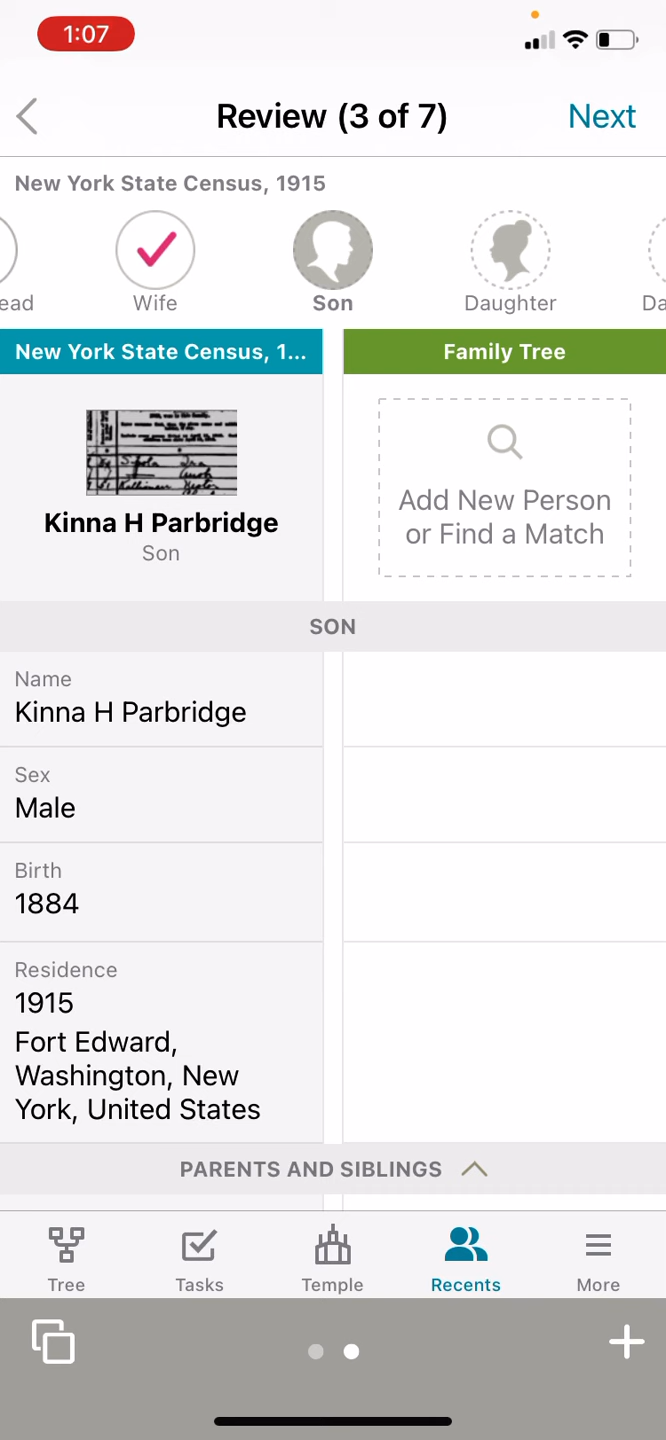 1:07
Review (3 of 7)
Next
New York State Census, 1915
ead
Wife
Son
Daughter
Da
New York State Census, 1...
Family Tree
Add New Person
or Find a Match
Kinna H Parbridge
Son
SON
Name
Kinna H Parbridge
Sex
Male
Birth
1884
Residence
1915
Fort Edward,
Washington, New
York, United States
PARENTS AND SIBLINGS
Tree
Tasks
Temple
Recents
More